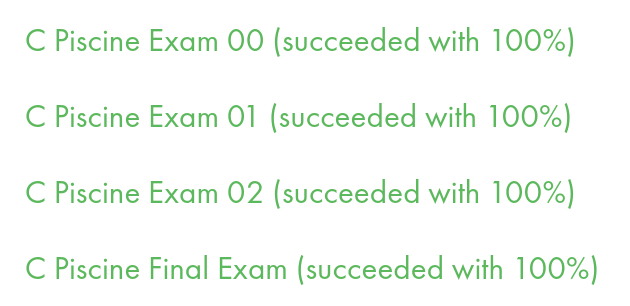 C Piscine Exam 00 (succeeded with 100%)
C Piscine Exam 01 (succeeded with 100%)
C Piscine Exam 02 (succeeded with 100%)
C Piscine Final Exam (succeeded with 100%)